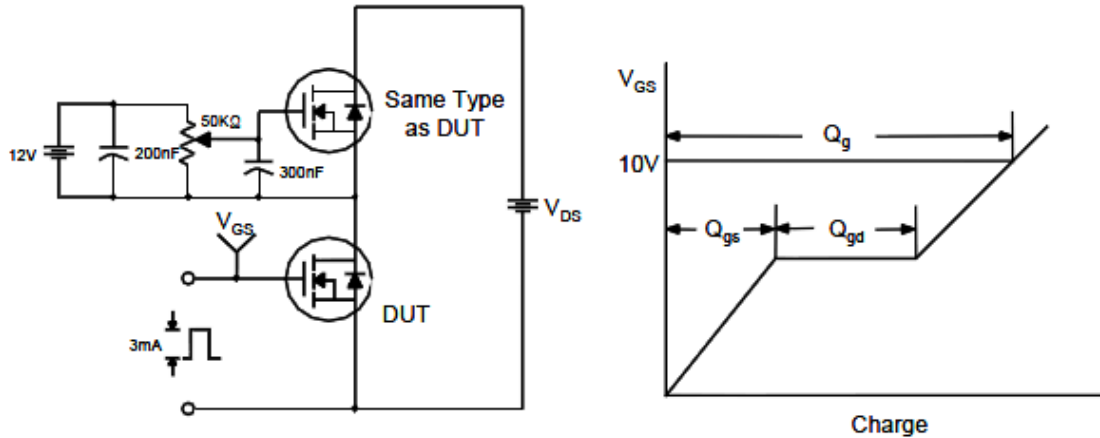 12V
200nF
50KΩ
300nF
Same Type
as DUT
V_DS
V_GS
DUT
3mA
V_GS
10V
Q_g
Q_gs
Q_gd
Charge